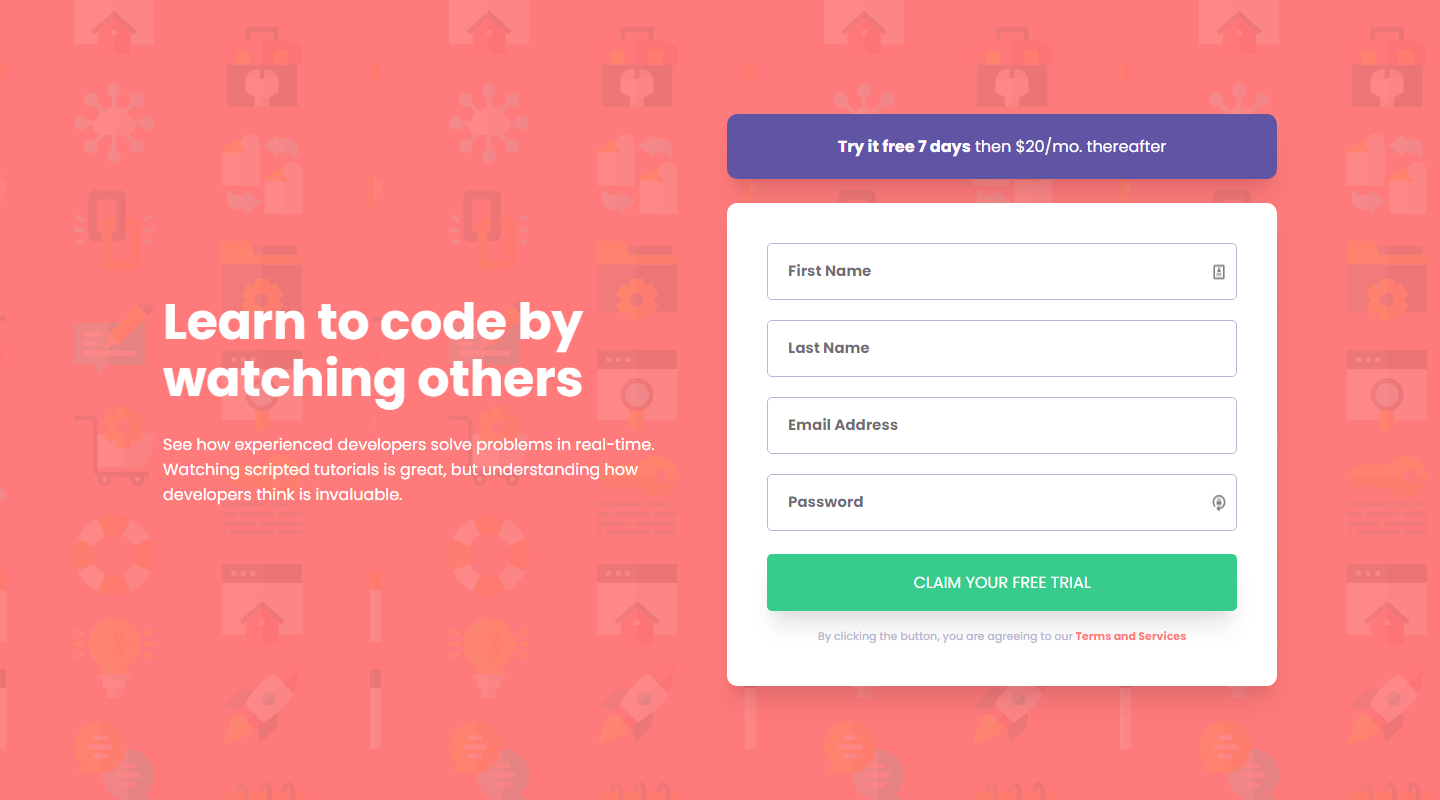 Learn to code by
watching others
See how experienced developers solve problems in real-time.
Watching scripted tutorials is great, but understanding how
developers think is invaluable.
Try it free 7 days then $20/mo. thereafter
First Name
Last Name
Email Address
Password
CLAIM YOUR FREE TRIAL
By clicking the button, you are agreeing to our Terms and Services